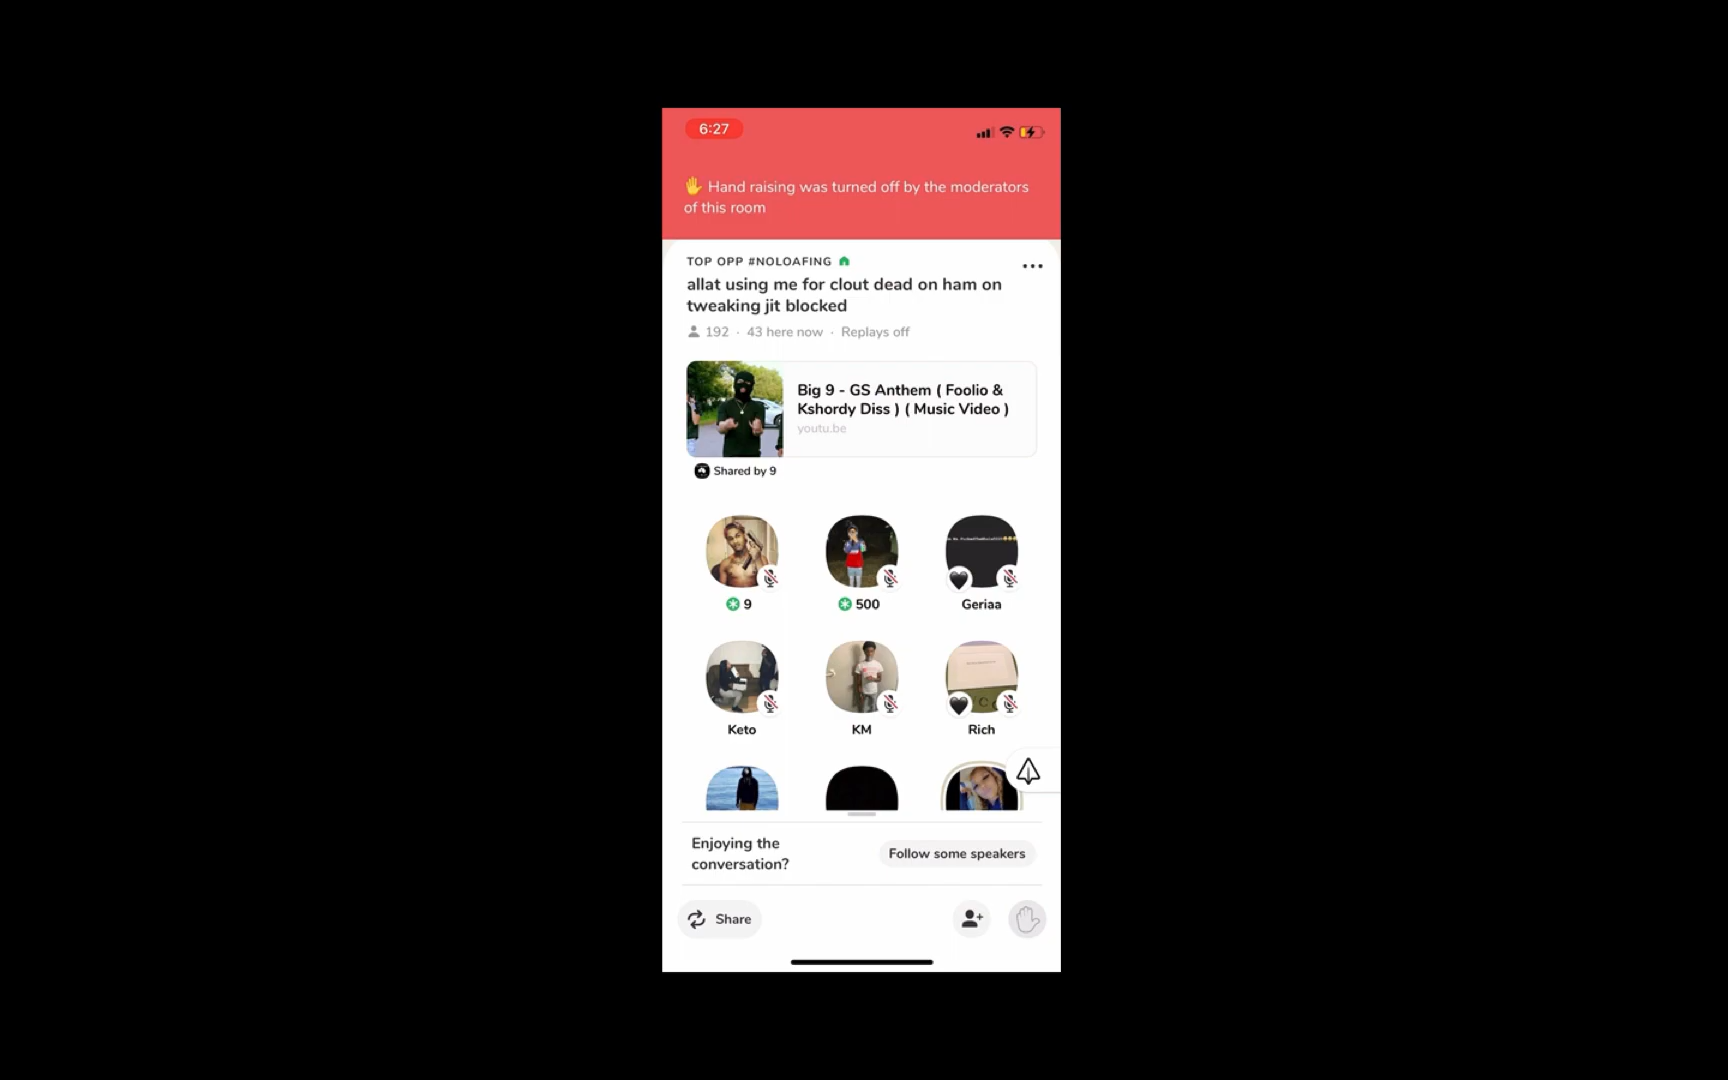 6:27
✋ Hand raising was turned off by the moderators
of this room
TOP OPP #NOLOAFING
allat using me for clout dead on ham on
tweaking jit blocked
192 · 43 here now · Replays off
Big 9 - GS Anthem ( Foolio &
Kshordy Diss ) ( Music Video )
youtu.be
Shared by 9
9
500
Geriaa
Keto
KM
Rich
Enjoying the
conversation?
Follow some speakers
Share